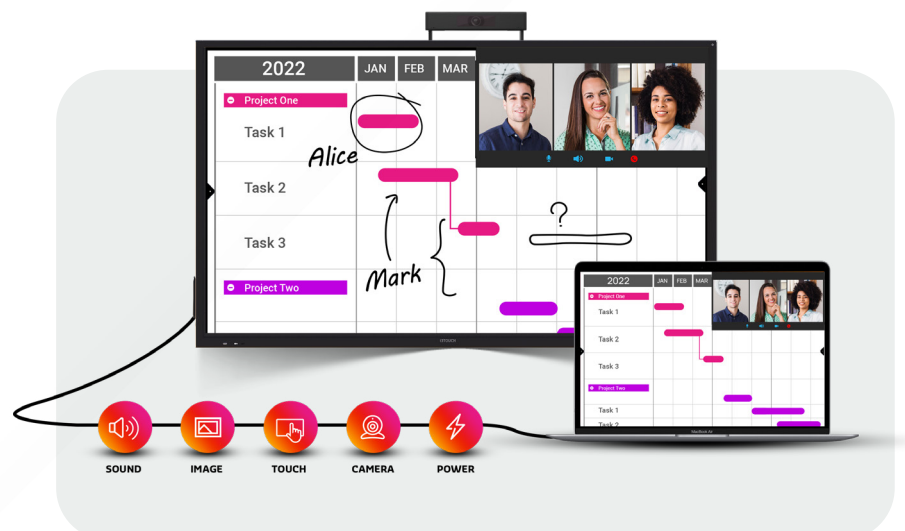 2022 JAN FEB MAR
Project One
Task 1
Alice
Task 2
Task 3
Mark
?
Project Two
2022 JAN FEB MAR
Project One
Task 1
Task 2
Task 3
Project Two
Task 1
Task 2
MacBook Air
SOUND IMAGE TOUCH CAMERA POWER